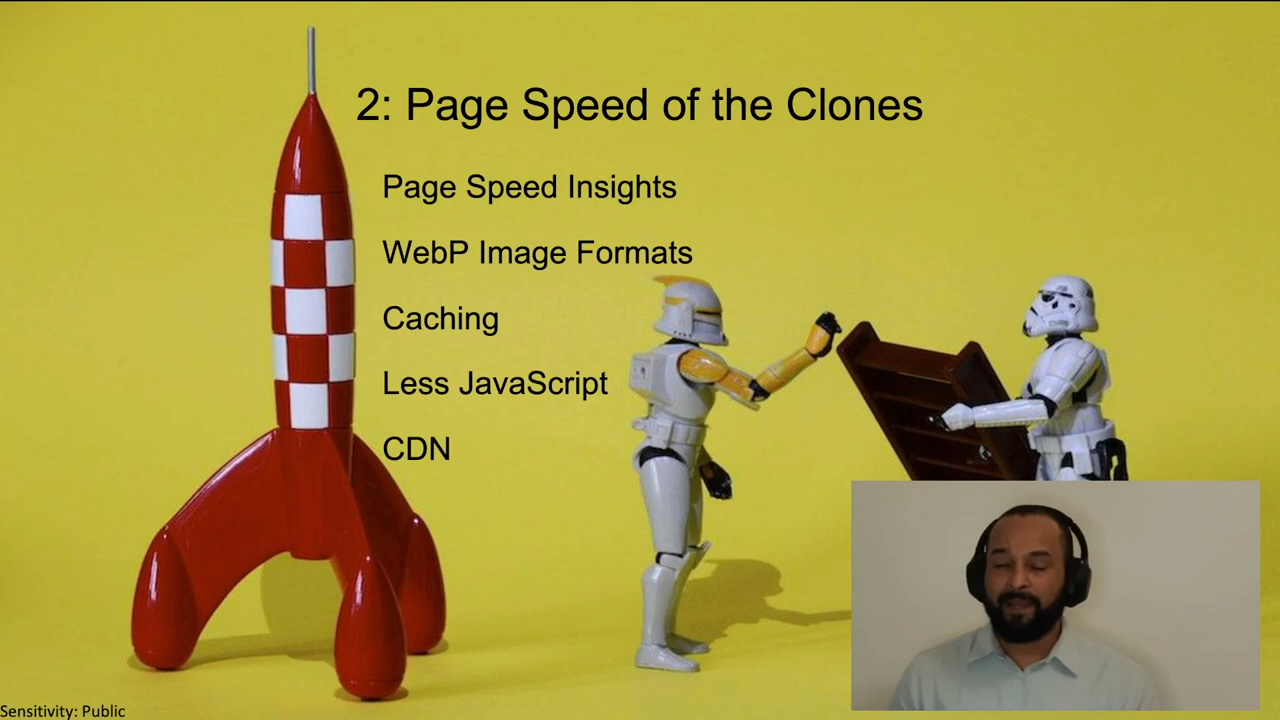 2: Page Speed of the Clones
Page Speed Insights
WebP Image Formats
Caching
Less JavaScript
CDN
Sensitivity: Public